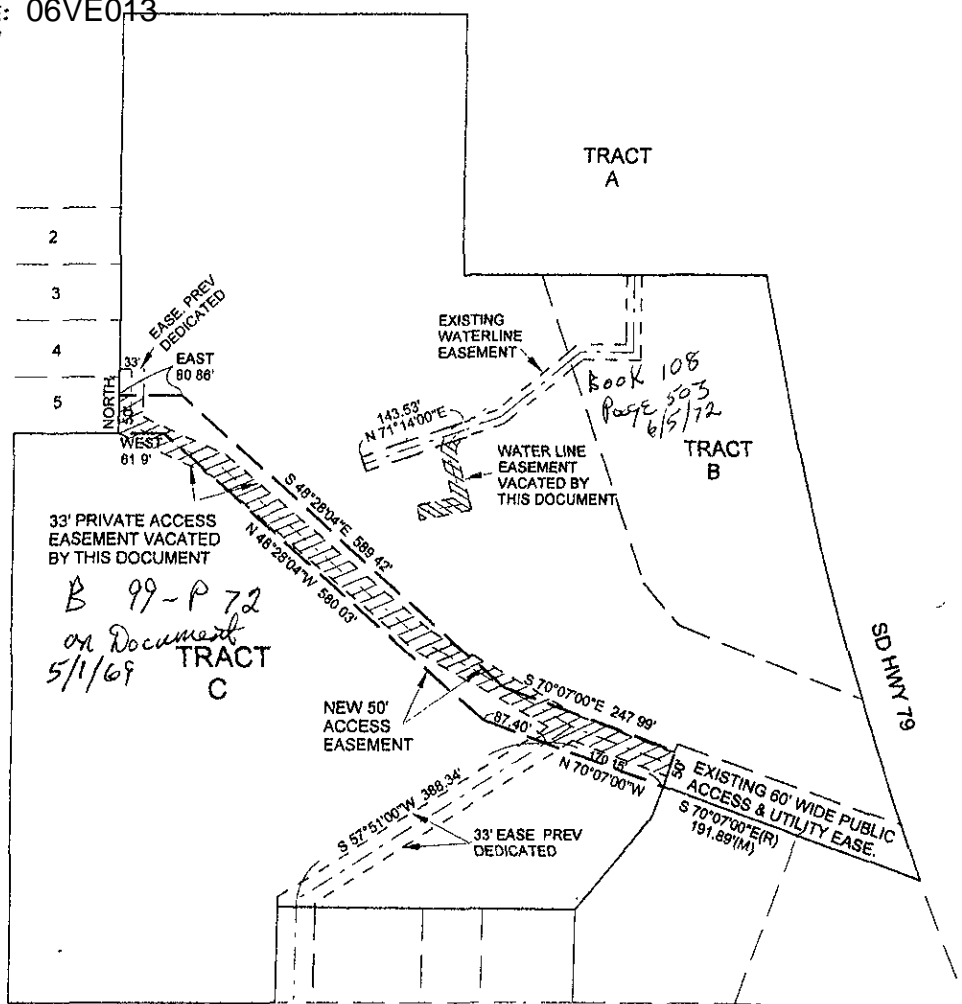 : 06VE013
TRACT
A
2
3
4
5
EASE. PREV
DEDICATED
33'
EAST
80 86'
NORTH
50'
WEST
61 9'
EXISTING
WATERLINE
EASEMENT
143.53'
N 71°14'00"E
Book 108
Page 503
6/5/72
TRACT
B
WATER LINE
EASEMENT
VACATED BY
THIS DOCUMENT
33' PRIVATE ACCESS
EASEMENT VACATED
BY THIS DOCUMENT
B 99-P 72
on Document
5/1/69
TRACT
C
S 48°28'04"E 589 42'
N 48°28'04"W 580 03'
NEW 50'
ACCESS
EASEMENT
S 70°07'00"E 247 99'
87.40'
170 15'
N 70°07'00"W
50'
SD HWY 79
EXISTING 60' WIDE PUBLIC
ACCESS & UTILITY EASE.
S 70°07'00"E(R)
191.89'(M)
S 57°51'00"W 388.34'
33' EASE PREV
DEDICATED